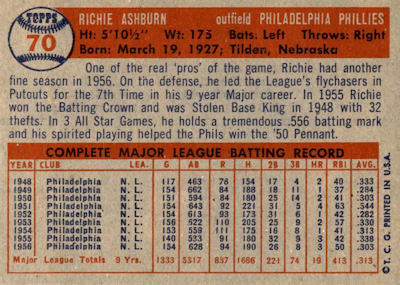 TOPPS
70
RICHIE ASHBURN outfield PHILADELPHIA PHILLIES
Ht: 5'10½" Wt: 175 Bats: Left Throws: Right
Born: March 19, 1927; Tilden, Nebraska
One of the real 'pros' of the game, Richie had another
fine season in 1956. On the defense, he led the League's flychasers in
Putouts for the 7th Time in his 9 year Major career. In 1955 Richie
won the Batting Crown and was Stolen Base King in 1948 with 32
thefts. In 3 All Star Games, he holds a tremendous .556 batting mark
and his spirited playing helped the Phils win the '50 Pennant.
COMPLETE MAJOR LEAGUE BATTING RECORD
YEAR CLUB LEA. G AB R H 2B 3B HR RBI AVG.
1948 Philadelphia N. L. 117 463 78 154 17 4 2 40 .333
1949 Philadelphia N. L. 154 662 84 188 18 11 1 37 .284
1950 Philadelphia N. L. 151 594 84 180 25 14 2 41 .303
1951 Philadelphia N. L. 154 643 92 221 31 5 4 63 .344
1952 Philadelphia N. L. 154 613 93 173 31 6 1 42 .282
1953 Philadelphia N. L. 156 622 110 205 25 9 2 57 .330
1954 Philadelphia N. L. 153 559 111 175 16 8 1 41 .313
1955 Philadelphia N. L. 140 533 91 180 32 9 3 42 .338
1956 Philadelphia N. L. 154 628 94 190 26 8 3 50 .303
Major League Totals 9 Yrs. 1333 5317 837 1666 221 74 19 413 .313
© T. C. G. PRINTED IN U.S.A.